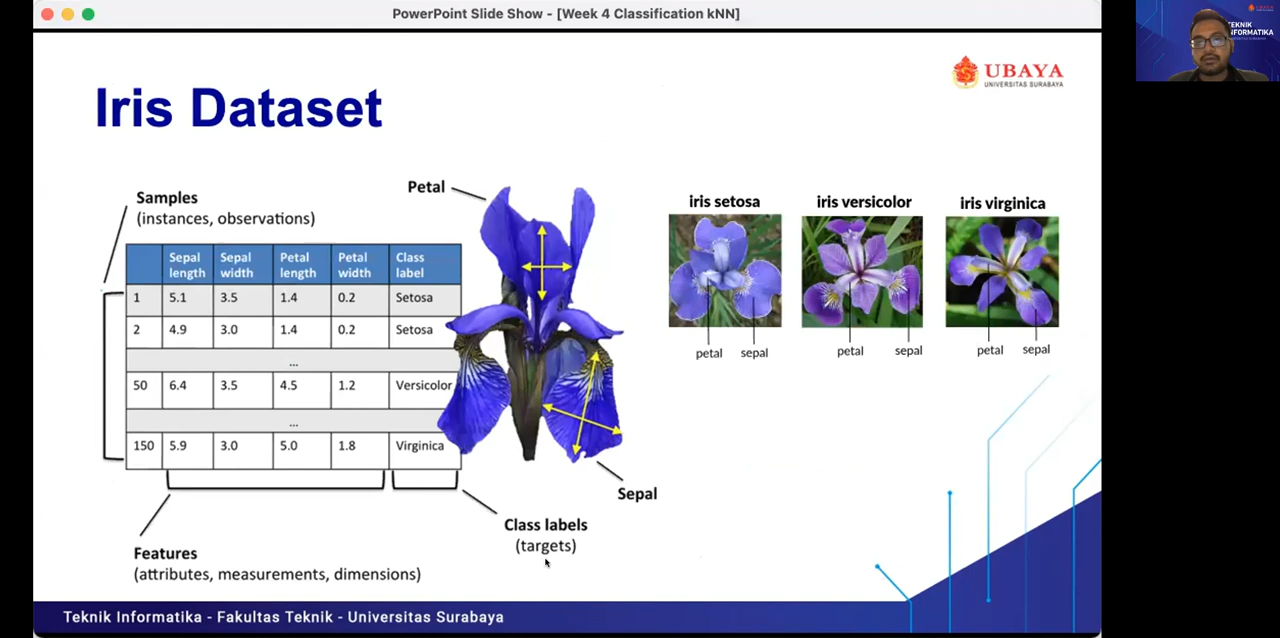 PowerPoint Slide Show - [Week 4 Classification kNN]
UBAYA
UNIVERSITAS SURABAYA
TEKNIK
INFORMATIKA
Iris Dataset
Samples
(instances, observations)
Sepal length Sepal width Petal length Petal width Class label
1 5.1 3.5 1.4 0.2 Setosa
2 4.9 3.0 1.4 0.2 Setosa
...
50 6.4 3.5 4.5 1.2 Versicolor
...
150 5.9 3.0 5.0 1.8 Virginica
Features
(attributes, measurements, dimensions)
Class labels
(targets)
Petal
Sepal
iris setosa iris versicolor iris virginica
petal sepal petal sepal petal sepal
Teknik Informatika - Fakultas Teknik - Universitas Surabaya